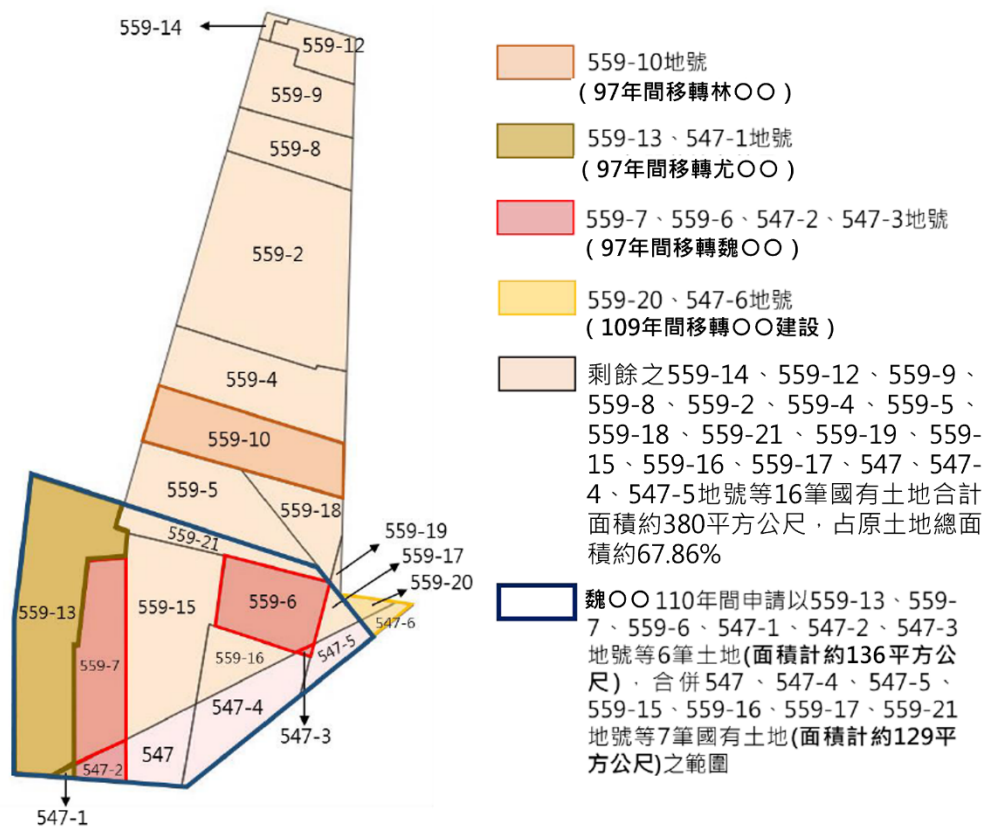 559-14
559-12
559-9
559-8
559-2
559-4
559-10
559-5
559-18
559-21
559-19
559-17
559-20
559-13
559-15
559-6
547-6
559-7
559-16
547-5
547-4
547-3
547
547-2
547-1
559-10地號
(97年間移轉林〇〇)
559-13、547-1地號
(97年間移轉尤〇〇)
559-7、559-6、547-2、547-3地號
(97年間移轉魏〇〇)
559-20、547-6地號
(109年間移轉〇〇建設)
剩餘之559-14、559-12、559-9、
559-8、559-2、559-4、559-5、
559-18、559-21、559-19、559-
15、559-16、559-17、547、547-
4、547-5地號等16筆國有土地合計
面積約380平方公尺，占原土地總面
積約67.86%
魏〇〇110年間申請以559-13、559-
7、559-6、547-1、547-2、547-3
地號等6筆土地(面積計約136平方公
尺)，合併547、547-4、547-5、
559-15、559-16、559-17、559-21
地號等7筆國有土地(面積計約129平
方公尺)之範圍